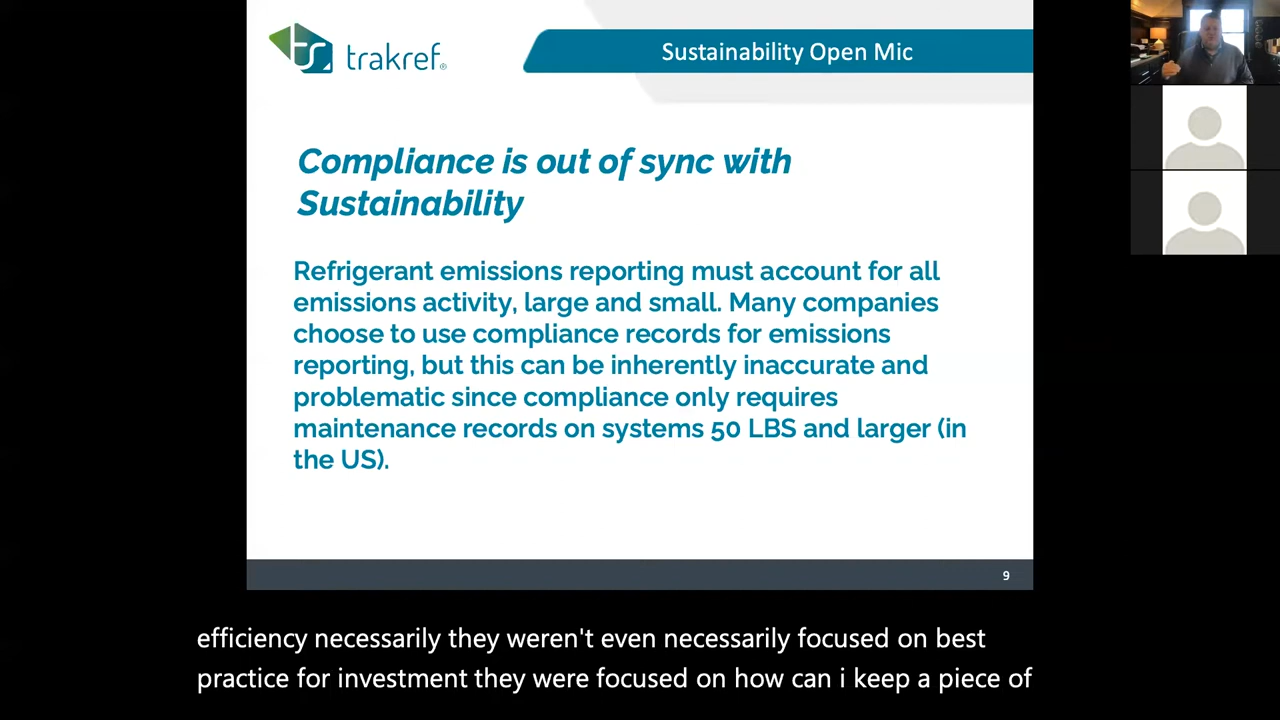 trakref®
Sustainability Open Mic
Compliance is out of sync with
Sustainability
Refrigerant emissions reporting must account for all
emissions activity, large and small. Many companies
choose to use compliance records for emissions
reporting, but this can be inherently inaccurate and
problematic since compliance only requires
maintenance records on systems 50 LBS and larger (in
the US).
9
efficiency necessarily they weren't even necessarily focused on best
practice for investment they were focused on how can i keep a piece of